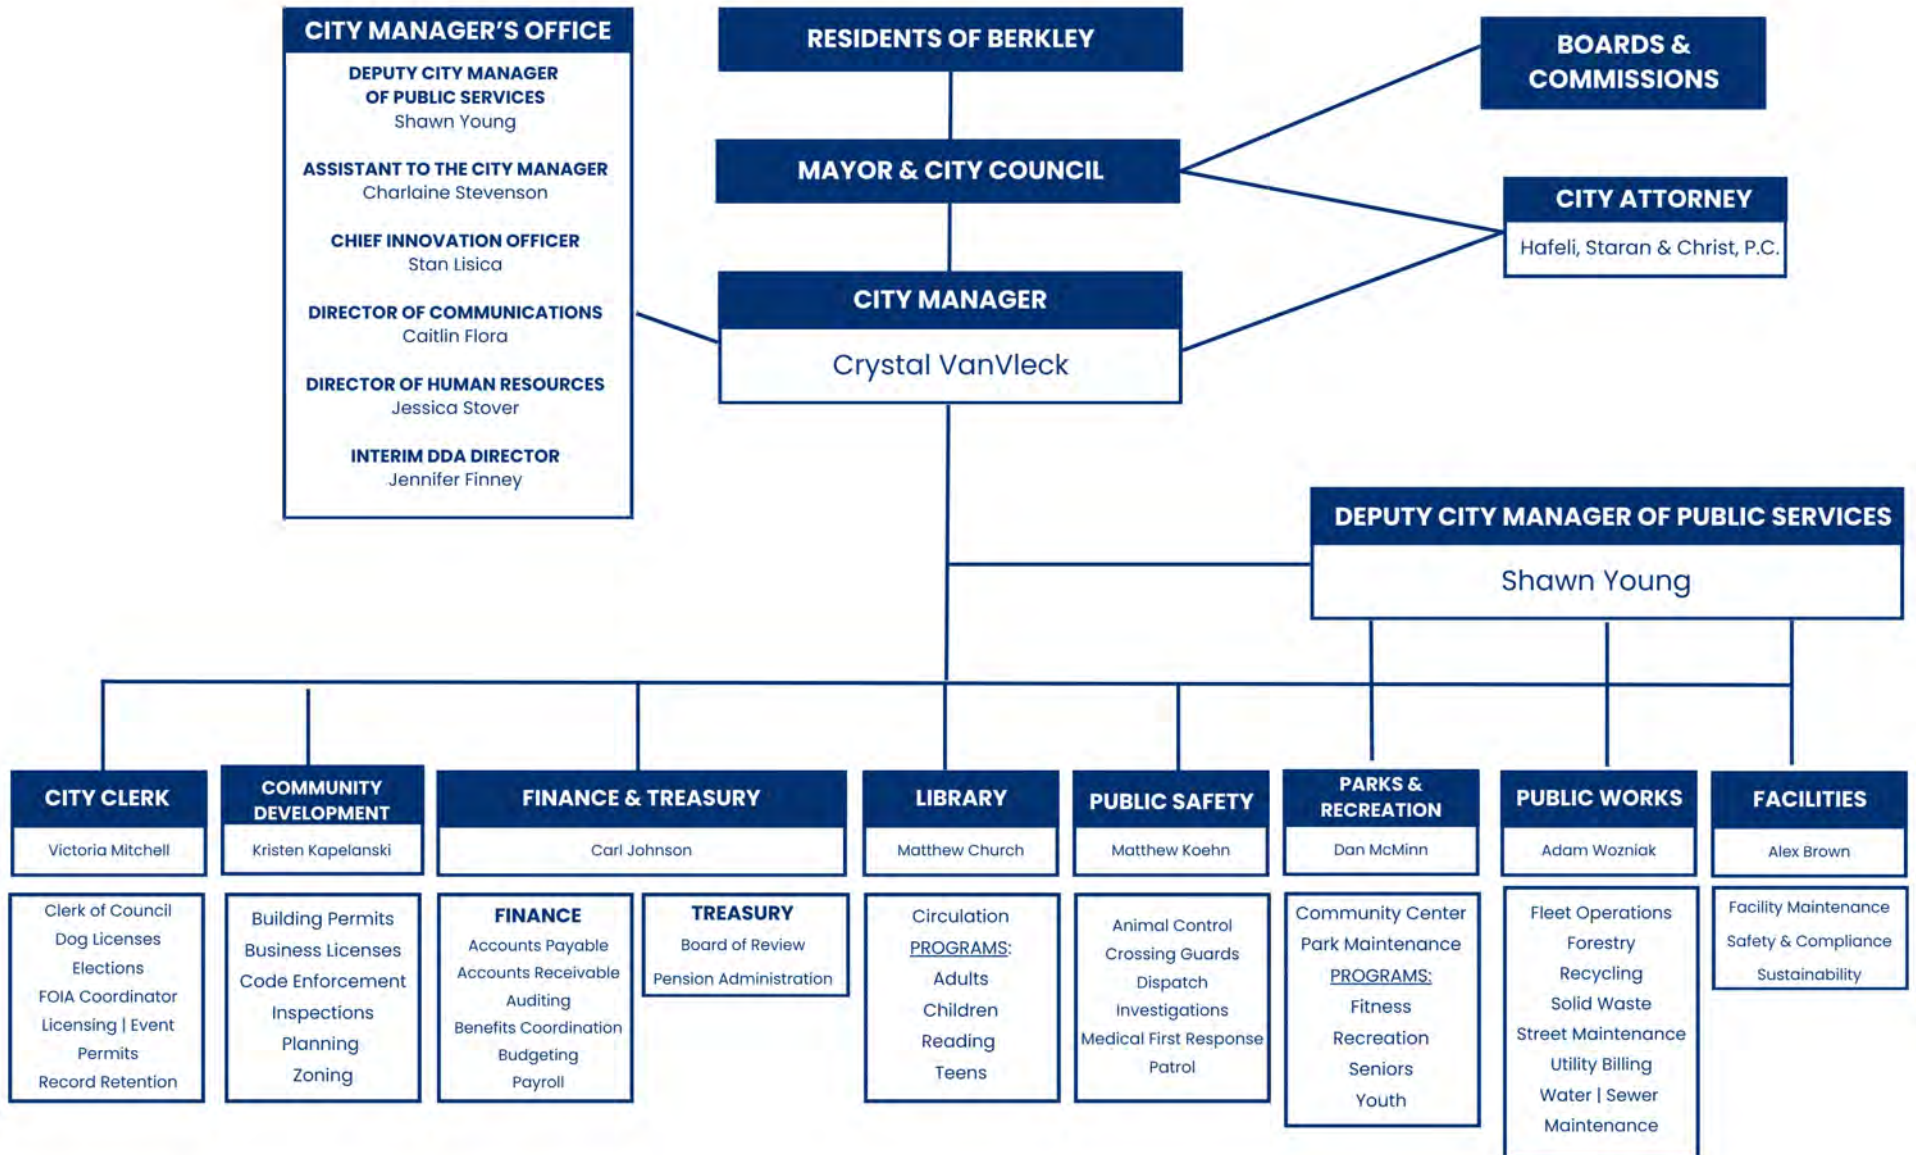 CITY MANAGER'S OFFICE
DEPUTY CITY MANAGER
OF PUBLIC SERVICES
Shawn Young
ASSISTANT TO THE CITY MANAGER
Charlaine Stevenson
CHIEF INNOVATION OFFICER
Stan Lisica
DIRECTOR OF COMMUNICATIONS
Caitlin Flora
DIRECTOR OF HUMAN RESOURCES
Jessica Stover
INTERIM DDA DIRECTOR
Jennifer Finney
RESIDENTS OF BERKLEY
MAYOR & CITY COUNCIL
CITY MANAGER
Crystal VanVleck
BOARDS &
COMMISSIONS
CITY ATTORNEY
Hafeli, Staran & Christ, P.C.
DEPUTY CITY MANAGER OF PUBLIC SERVICES
Shawn Young
CITY CLERK
Victoria Mitchell
Clerk of Council
Dog Licenses
Elections
FOIA Coordinator
Licensing | Event
Permits
Record Retention
COMMUNITY
DEVELOPMENT
Kristen Kapelanski
Building Permits
Business Licenses
Code Enforcement
Inspections
Planning
Zoning
FINANCE & TREASURY
Carl Johnson
FINANCE
Accounts Payable
Accounts Receivable
Auditing
Benefits Coordination
Budgeting
Payroll
TREASURY
Board of Review
Pension Administration
LIBRARY
Matthew Church
Circulation
PROGRAMS:
Adults
Children
Reading
Teens
PUBLIC SAFETY
Matthew Koehn
Animal Control
Crossing Guards
Dispatch
Investigations
Medical First Response
Patrol
PARKS &
RECREATION
Dan McMinn
Community Center
Park Maintenance
PROGRAMS:
Fitness
Recreation
Seniors
Youth
PUBLIC WORKS
Adam Wozniak
Fleet Operations
Forestry
Recycling
Solid Waste
Street Maintenance
Utility Billing
Water | Sewer
Maintenance
FACILITIES
Alex Brown
Facility Maintenance
Safety & Compliance
Sustainability